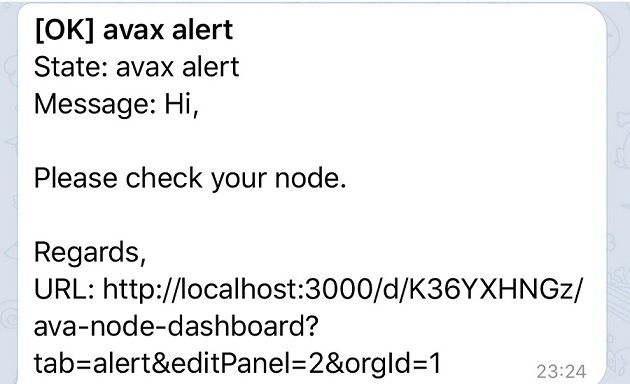 [OK] avax alert
State: avax alert
Message: Hi,
Please check your node.
Regards,
URL: http://localhost:3000/d/K36YXHNGz/
ava-node-dashboard?
tab=alert&editPanel=2&orgId=1
23:24